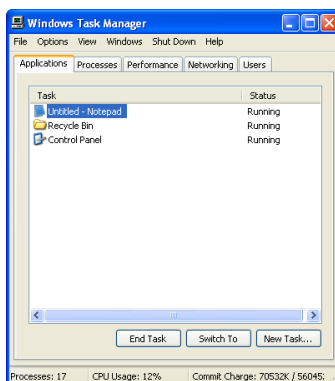 Windows Task Manager
File Options View Windows Shut Down Help
Applications Processes Performance Networking Users
Task Status
Untitled - Notepad Running
Recycle Bin Running
Control Panel Running
End Task Switch To New Task...
Processes: 17 CPU Usage: 12% Commit Charge: 70532K / 56045